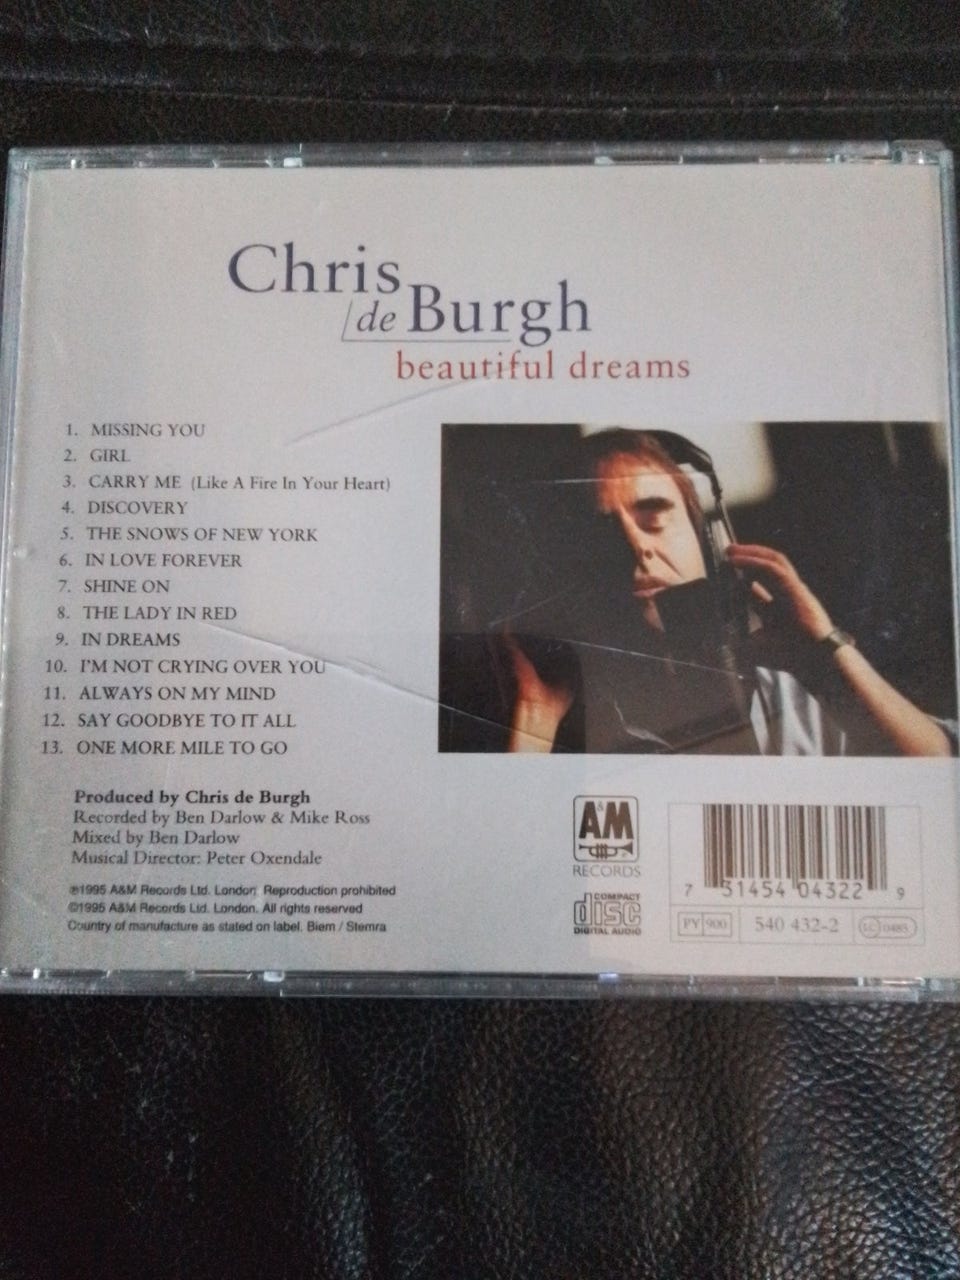 Chris
de Burgh
beautiful dreams
1. MISSING YOU
2. GIRL
3. CARRY ME (Like A Fire In Your Heart)
4. DISCOVERY
5. THE SNOWS OF NEW YORK
6. IN LOVE FOREVER
7. SHINE ON
8. THE LADY IN RED
9. IN DREAMS
10. I'M NOT CRYING OVER YOU
11. ALWAYS ON MY MIND
12. SAY GOODBYE TO IT ALL
13. ONE MORE MILE TO GO
Produced by Chris de Burgh
Recorded by Ben Darlow & Mike Ross
Mixed by Ben Darlow
Musical Director: Peter Oxendale
℗1995 A&M Records Ltd. London. Reproduction prohibited
©1995 A&M Records Ltd. London. All rights reserved
Country of manufacture as stated on label. Biem / Stemra
A&M
RECORDS
COMPACT
disc
DIGITAL AUDIO
7 31454 04322 9
PY 900 540 432-2 LC 0485